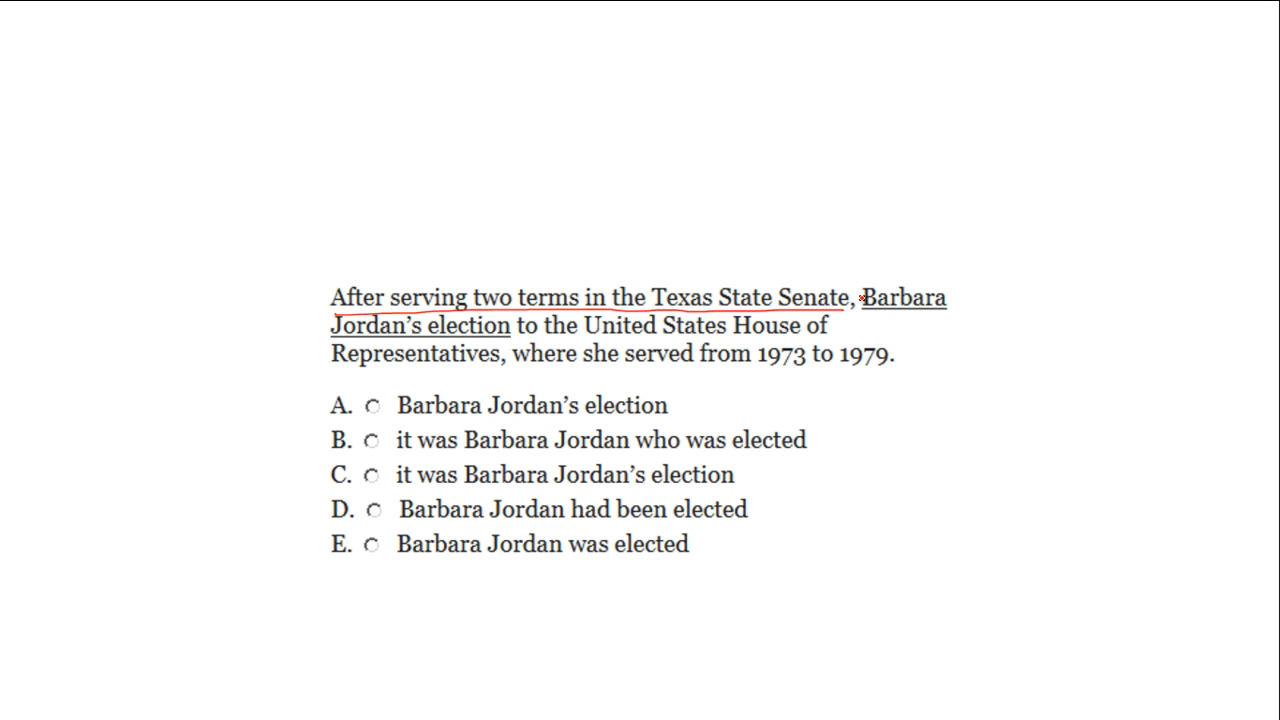 After serving two terms in the Texas State Senate, Barbara
Jordan’s election to the United States House of
Representatives, where she served from 1973 to 1979.
A. Barbara Jordan’s election
B. it was Barbara Jordan who was elected
C. it was Barbara Jordan’s election
D. Barbara Jordan had been elected
E. Barbara Jordan was elected